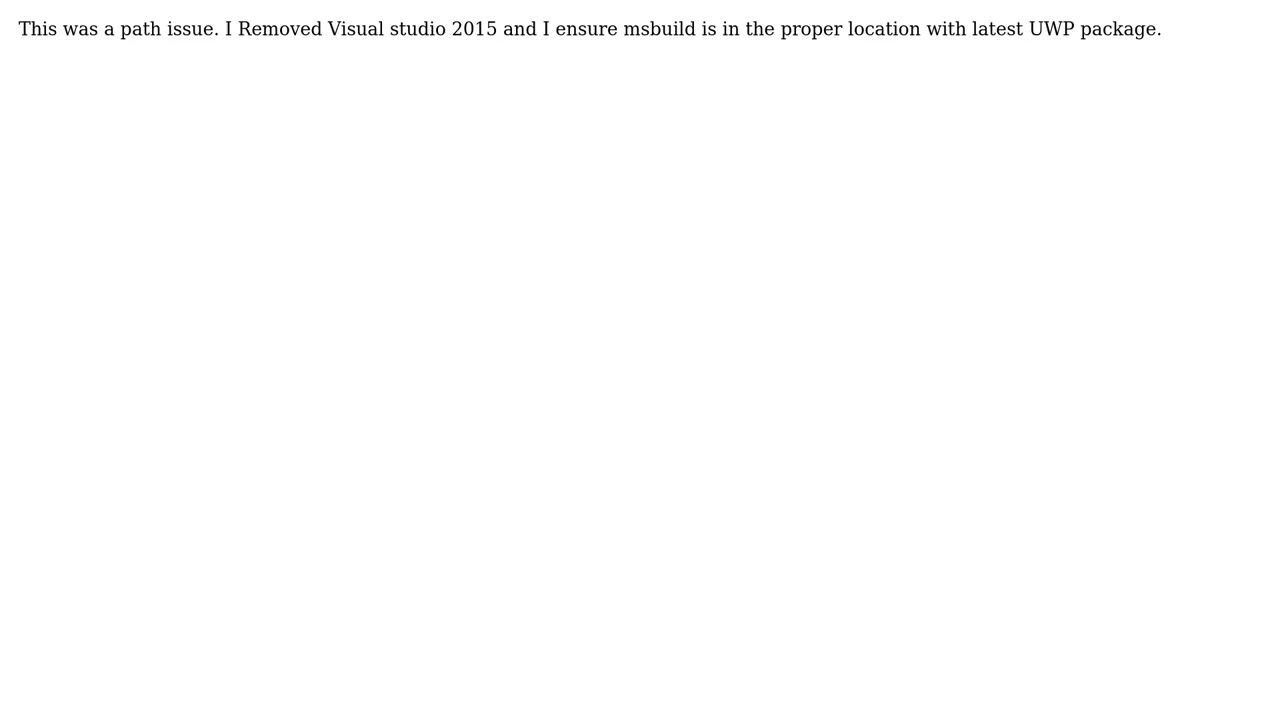 This was a path issue. I Removed Visual studio 2015 and I ensure msbuild is in the proper location with latest UWP package.